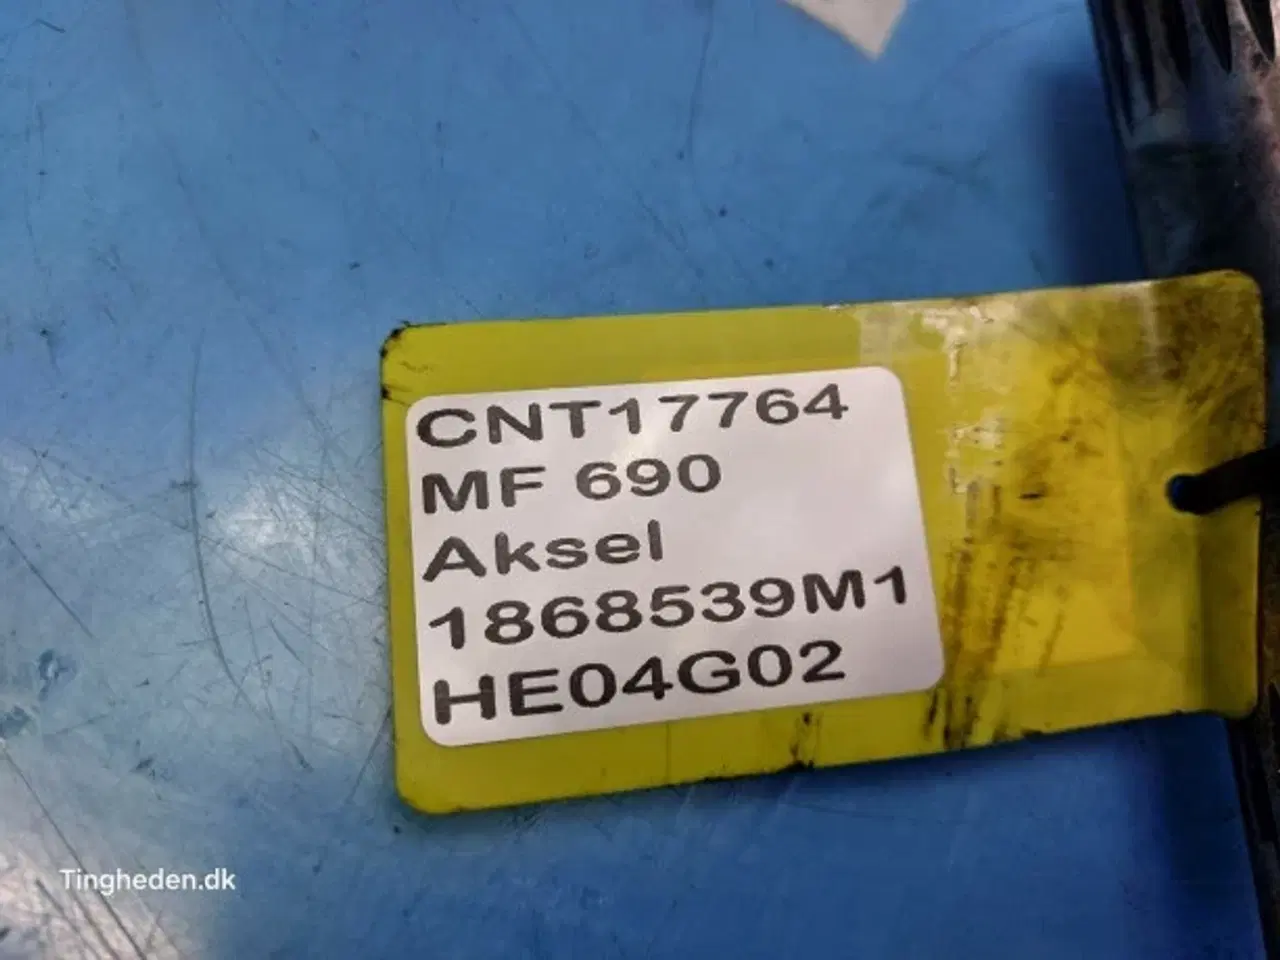 CNT17764
MF 690
Aksel
1868539M1
HE04G02
Tingheden.dk